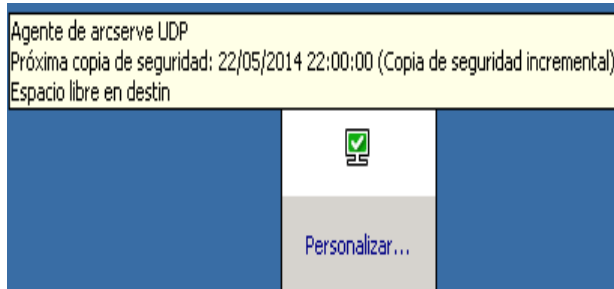 Agente de arcserve UDP
Próxima copia de seguridad: 22/05/2014 22:00:00 (Copia de seguridad incremental)
Espacio libre en destin
Personalizar...